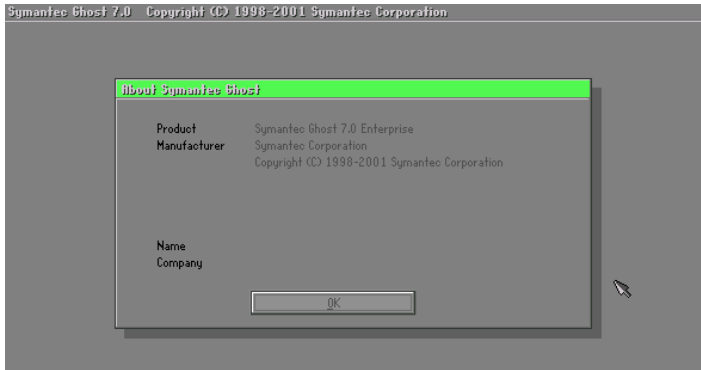 Symantec Ghost 7.0   Copyright (C) 1998-2001 Symantec Corporation
About Symantec Ghost
Product Symantec Ghost 7.0 Enterprise
Manufacturer Symantec Corporation
Copyright (C) 1998-2001 Symantec Corporation
Name
Company
OK